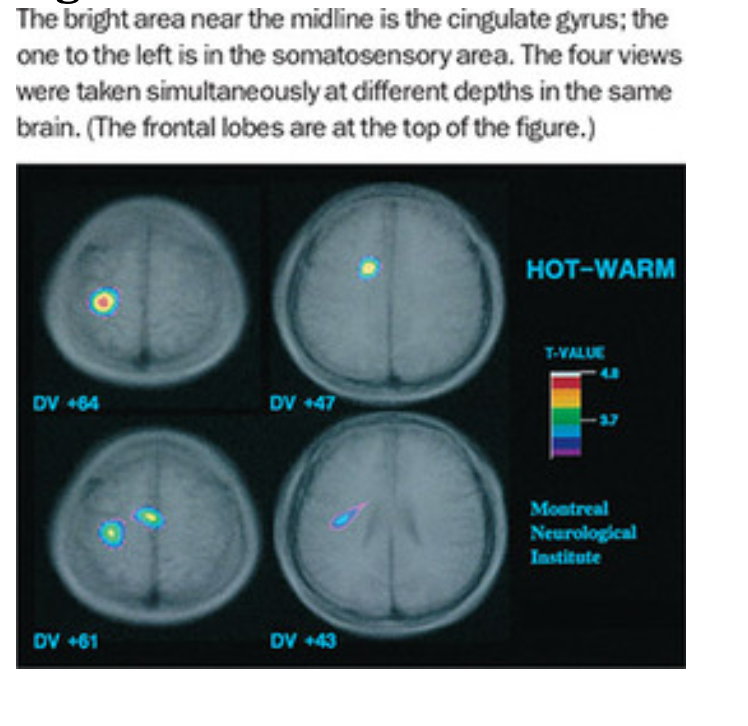 The bright area near the midline is the cingulate gyrus; the
one to the left is in the somatosensory area. The four views
were taken simultaneously at different depths in the same
brain. (The frontal lobes are at the top of the figure.)
HOT–WARM
T-VALUE
4.8
3.7
DV +64
DV +47
Montreal
Neurological
Institute
DV +61
DV +43